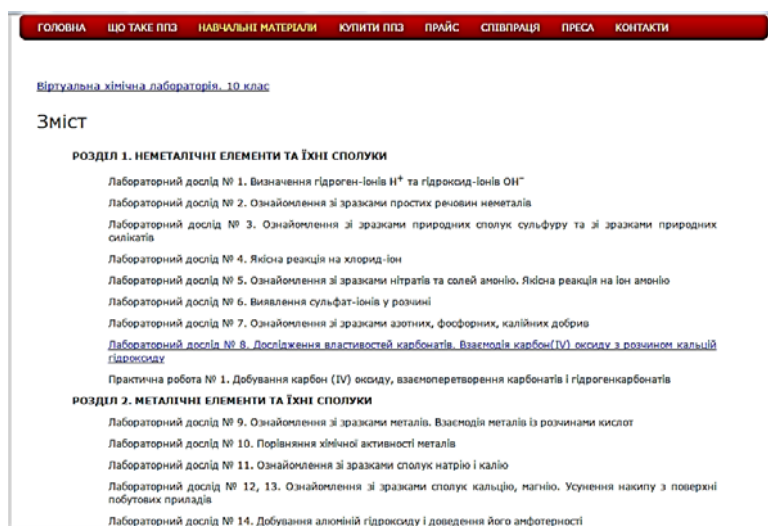 ГОЛОВНА ЩО ТАКЕ ППЗ НАВЧАЛЬНІ МАТЕРІАЛИ КУПИТИ ППЗ ПРАЙС СПІВПРАЦЯ ПРЕСА КОНТАКТИ
Віртуальна хімічна лабораторія. 10 клас
Зміст
РОЗДІЛ 1. НЕМЕТАЛІЧНІ ЕЛЕМЕНТИ ТА ЇХНІ СПОЛУКИ
Лабораторний дослід № 1. Визначення гідроген-іонів H⁺ та гідроксид-іонів OH⁻
Лабораторний дослід № 2. Ознайомлення зі зразками простих речовин неметалів
Лабораторний дослід № 3. Ознайомлення зі зразками природних сполук сульфуру та зі зразками природних
силікатів
Лабораторний дослід № 4. Якісна реакція на хлорид-іон
Лабораторний дослід № 5. Ознайомлення зі зразками нітратів та солей амонію. Якісна реакція на іон амонію
Лабораторний дослід № 6. Виявлення сульфат-іонів у розчині
Лабораторний дослід № 7. Ознайомлення зі зразками азотних, фосфорних, калійних добрив
Лабораторний дослід № 8. Дослідження властивостей карбонатів. Взаємодія карбон(IV) оксиду з розчином кальцій
гідроксиду
Практична робота № 1. Добування карбон (IV) оксиду, взаємоперетворення карбонатів і гідрогенкарбонатів
РОЗДІЛ 2. МЕТАЛІЧНІ ЕЛЕМЕНТИ ТА ЇХНІ СПОЛУКИ
Лабораторний дослід № 9. Ознайомлення зі зразками металів. Взаємодія металів із розчинами кислот
Лабораторний дослід № 10. Порівняння хімічної активності металів
Лабораторний дослід № 11. Ознайомлення зі зразками сполук натрію і калію
Лабораторний дослід № 12, 13. Ознайомлення зі зразками сполук кальцію, магнію. Усунення накипу з поверхні
побутових приладів
Лабораторний дослід № 14. Добування алюміній гідроксиду і доведення його амфотерності